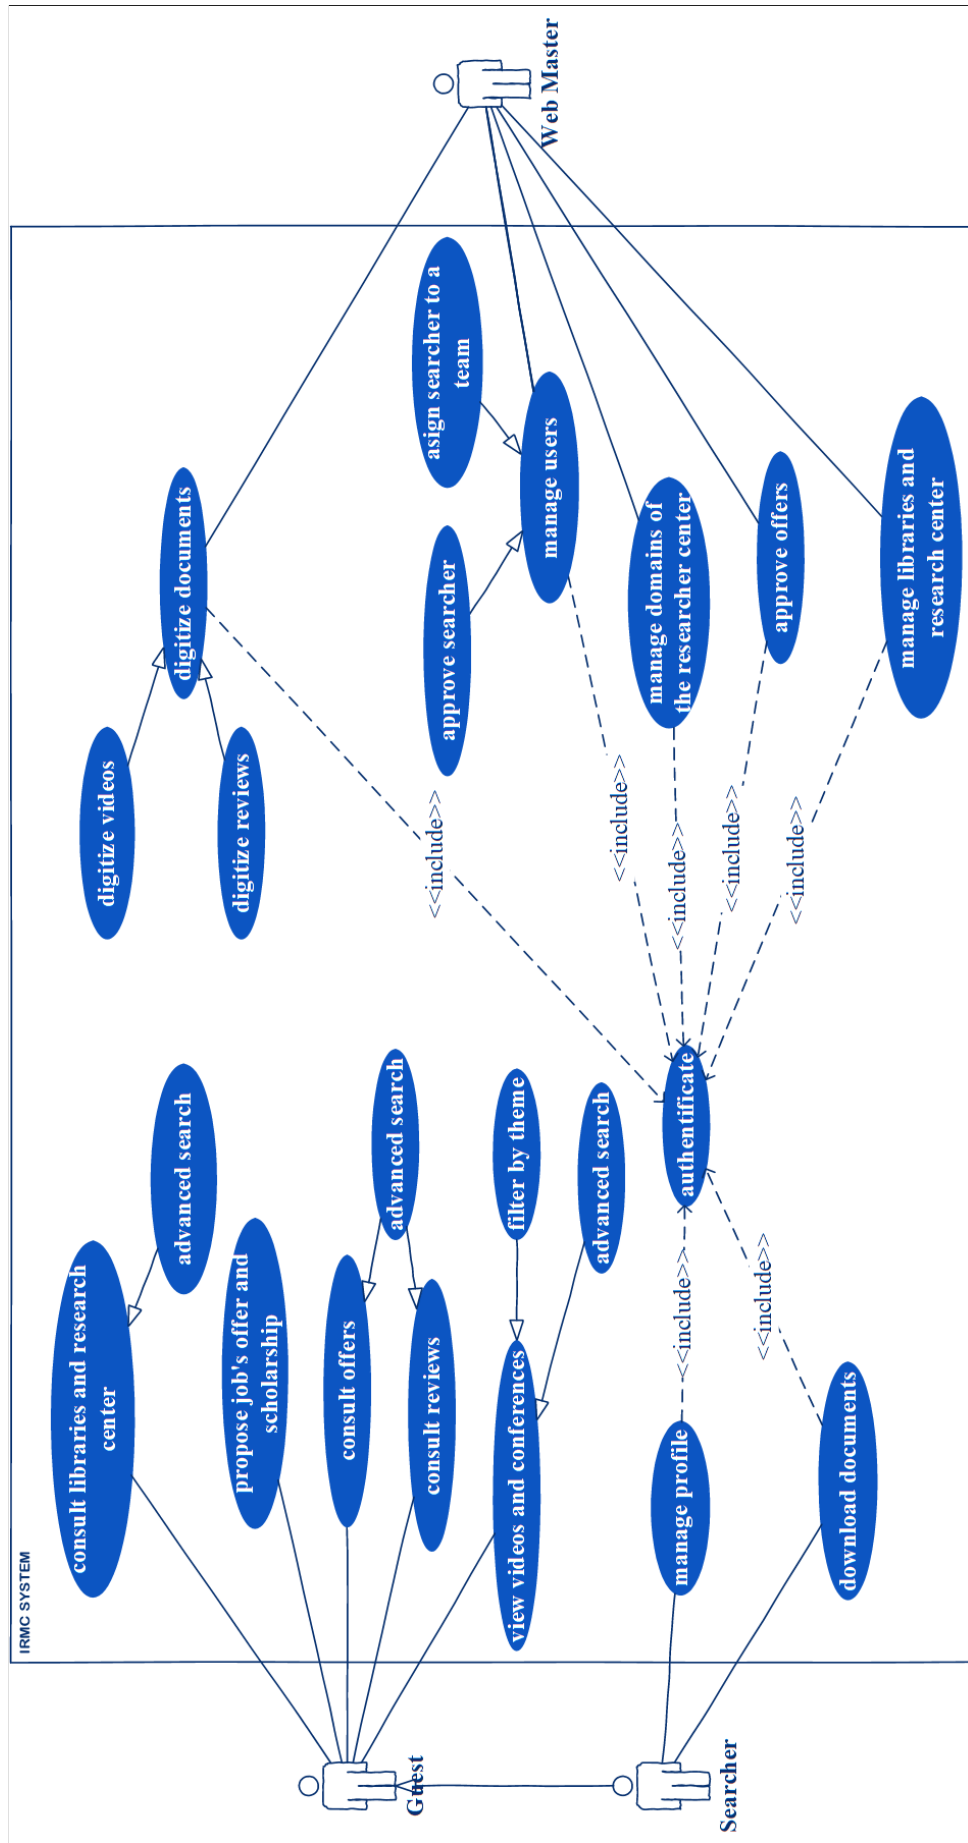 IRMC SYSTEM
consult libraries and research
center
advanced search
propose job's offer and
scholarship
consult offers
consult reviews
advanced search
view videos and conferences
filter by theme
advanced search
manage profile
<<include>>
download documents
<<include>>
authentificate
digitize videos
digitize reviews
digitize documents
<<include>>
approve searcher
asign searcher to a
team
manage users
<<include>>
manage domains of
the researcher center
<<include>>
approve offers
<<include>>
manage libraries and
research center
<<include>>
Guest
Searcher
Web Master